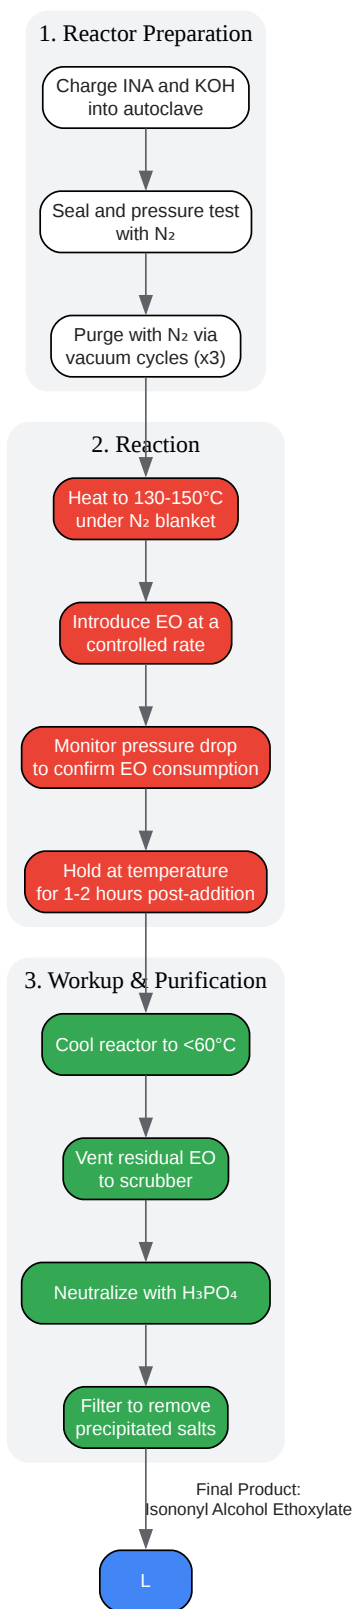 1. Reactor Preparation
Charge INA and KOH
into autoclave
Seal and pressure test
with N₂
Purge with N₂ via
vacuum cycles (x3)
2. Reaction
Heat to 130-150°C
under N₂ blanket
Introduce EO at a
controlled rate
Monitor pressure drop
to confirm EO consumption
Hold at temperature
for 1-2 hours post-addition
3. Workup & Purification
Cool reactor to <60°C
Vent residual EO
to scrubber
Neutralize with H₃PO₄
Filter to remove
precipitated salts
Final Product:
Isononyl Alcohol Ethoxylate
L